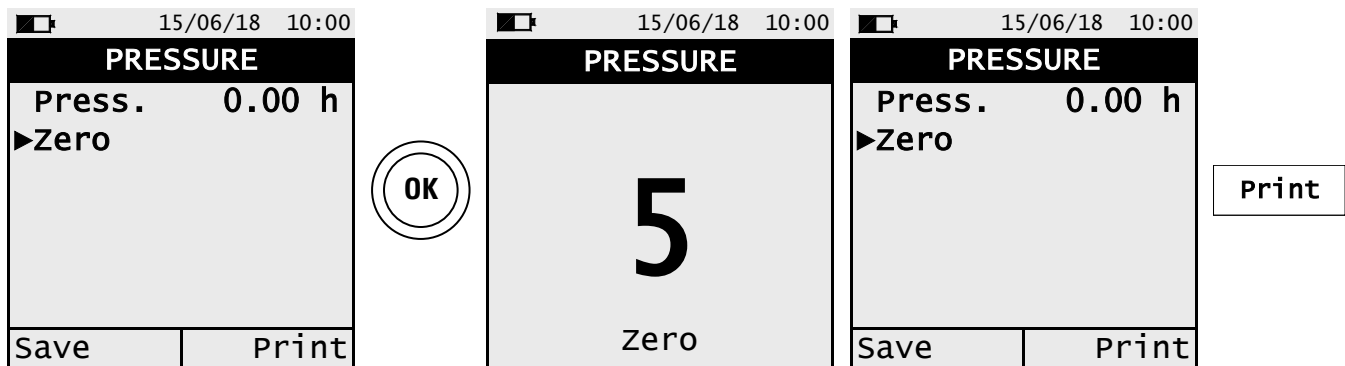 15/06/18 10:00
PRESSURE
Press. 0.00 h
▶Zero
Save Print
OK
15/06/18 10:00
PRESSURE
5
Zero
15/06/18 10:00
PRESSURE
Press. 0.00 h
▶Zero
Save Print
Print